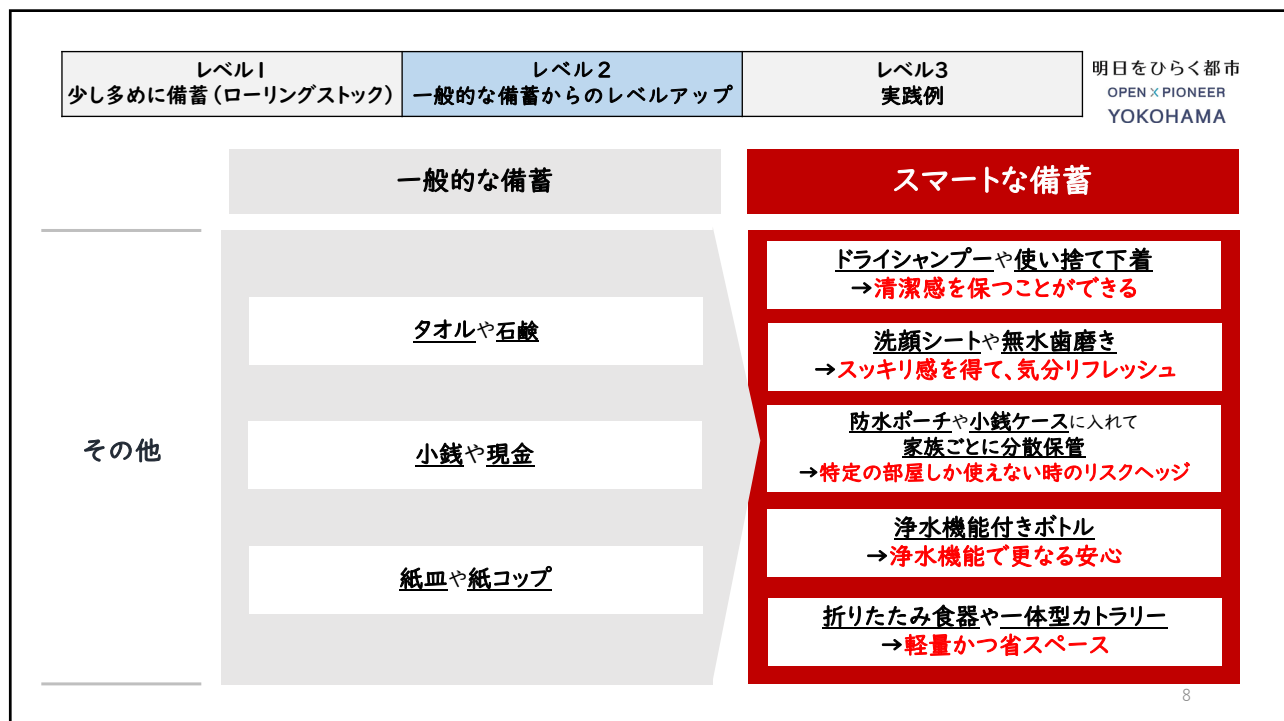 レベル1
少し多めに備蓄（ローリングストック）
レベル2
一般的な備蓄からのレベルアップ
レベル3
実践例
明日をひらく都市
OPEN×PIONEER
YOKOHAMA
一般的な備蓄
スマートな備蓄
その他
タオルや石鹸
小銭や現金
紙皿や紙コップ
ドライシャンプーや使い捨て下着
→清潔感を保つことができる
洗顔シートや無水歯磨き
→スッキリ感を得て、気分リフレッシュ
防水ポーチや小銭ケースに入れて
家族ごとに分散保管
→特定の部屋しか使えない時のリスクヘッジ
浄水機能付きボトル
→浄水機能で更なる安心
折りたたみ食器や一体型カトラリー
→軽量かつ省スペース
8